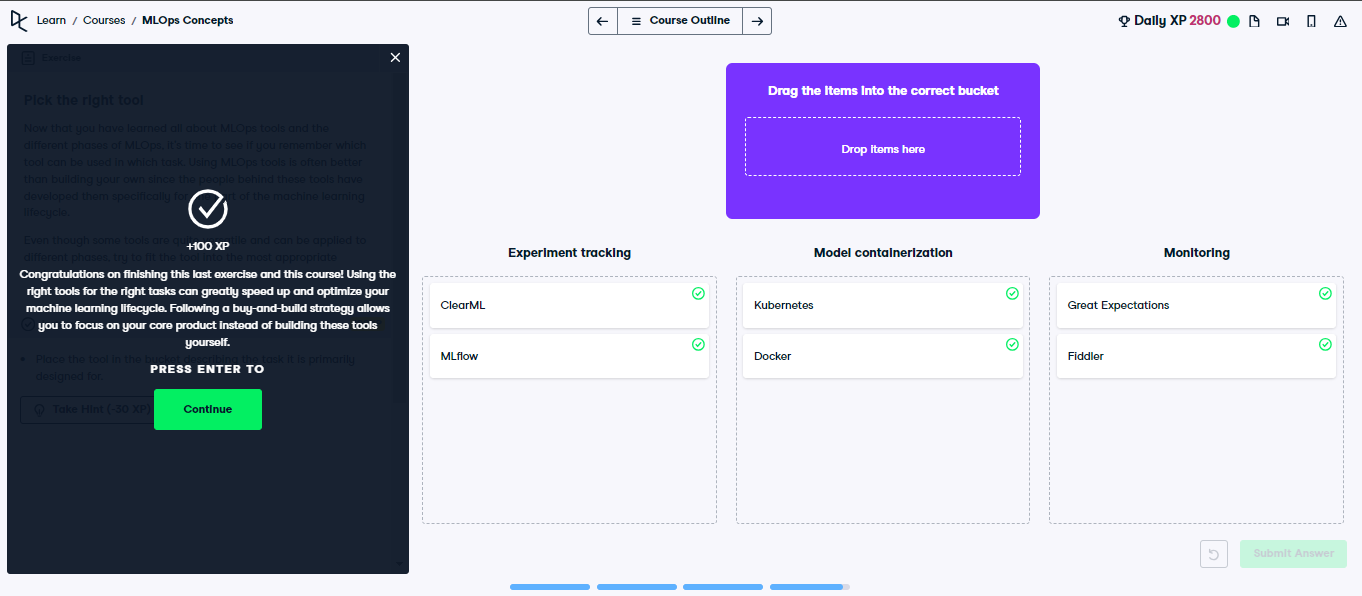 Learn / Courses / MLOps Concepts
Course Outline
Daily XP 2800
Exercise
Pick the right tool
Now that you have learned all about MLOps tools and the
different phases of MLOps, it's time to see if you remember which
tool can be used in which task. Using MLOps tools is often better
than building your own since the people behind these tools have
developed them specifically for part of the machine learning
lifecycle.
Even though some tools are and can be applied to
different phases, try to fit the tool into the most appropriate
+100 XP
Congratulations on finishing this last exercise and this course! Using the
right tools for the right tasks can greatly speed up and optimize your
machine learning lifecycle. Following a buy-and-build strategy allows
you to focus on your core product instead of building these tools
yourself.
Place the tool in the bucket describing the task it is primarily
designed for.
PRESS ENTER TO
Take Hint (-30 XP)
Continue
Drag the items into the correct bucket
Drop items here
Experiment tracking
ClearML
MLflow
Model containerization
Kubernetes
Docker
Monitoring
Great Expectations
Fiddler
Submit Answer